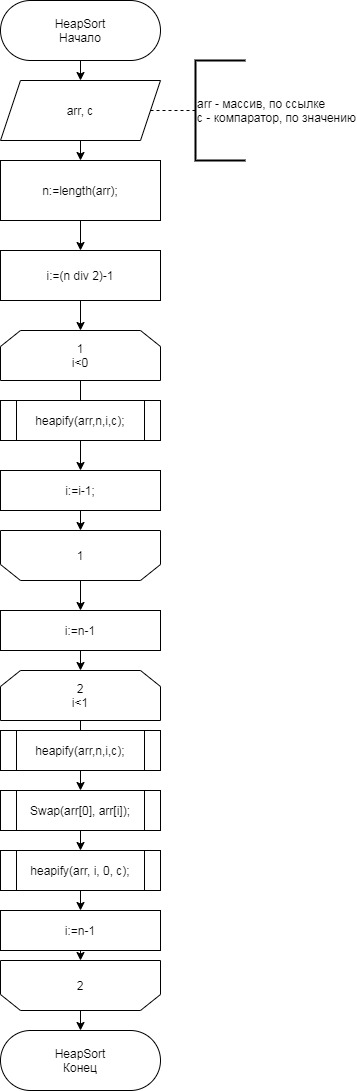 HeapSort
Начало
arr, c
arr - массив, по ссылке
c - компаратор, по значению
n:=length(arr);
i:=(n div 2)-1
1
i<0
heapify(arr,n,i,c);
i:=i-1;
1
i:=n-1
2
i<1
heapify(arr,n,i,c);
Swap(arr[0], arr[i]);
heapify(arr, i, 0, c);
i:=n-1
2
HeapSort
Конец